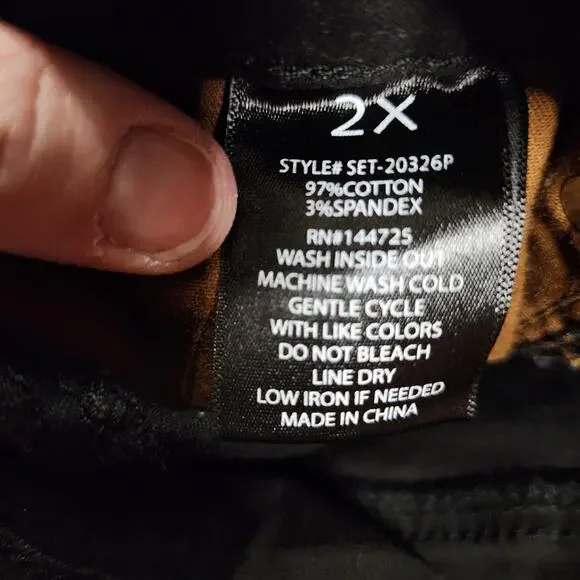 2X
STYLE# SET-20326P
97%COTTON
3%SPANDEX
RN#144725
WASH INSIDE OUT
MACHINE WASH COLD
GENTLE CYCLE
WITH LIKE COLORS
DO NOT BLEACH
LINE DRY
LOW IRON IF NEEDED
MADE IN CHINA